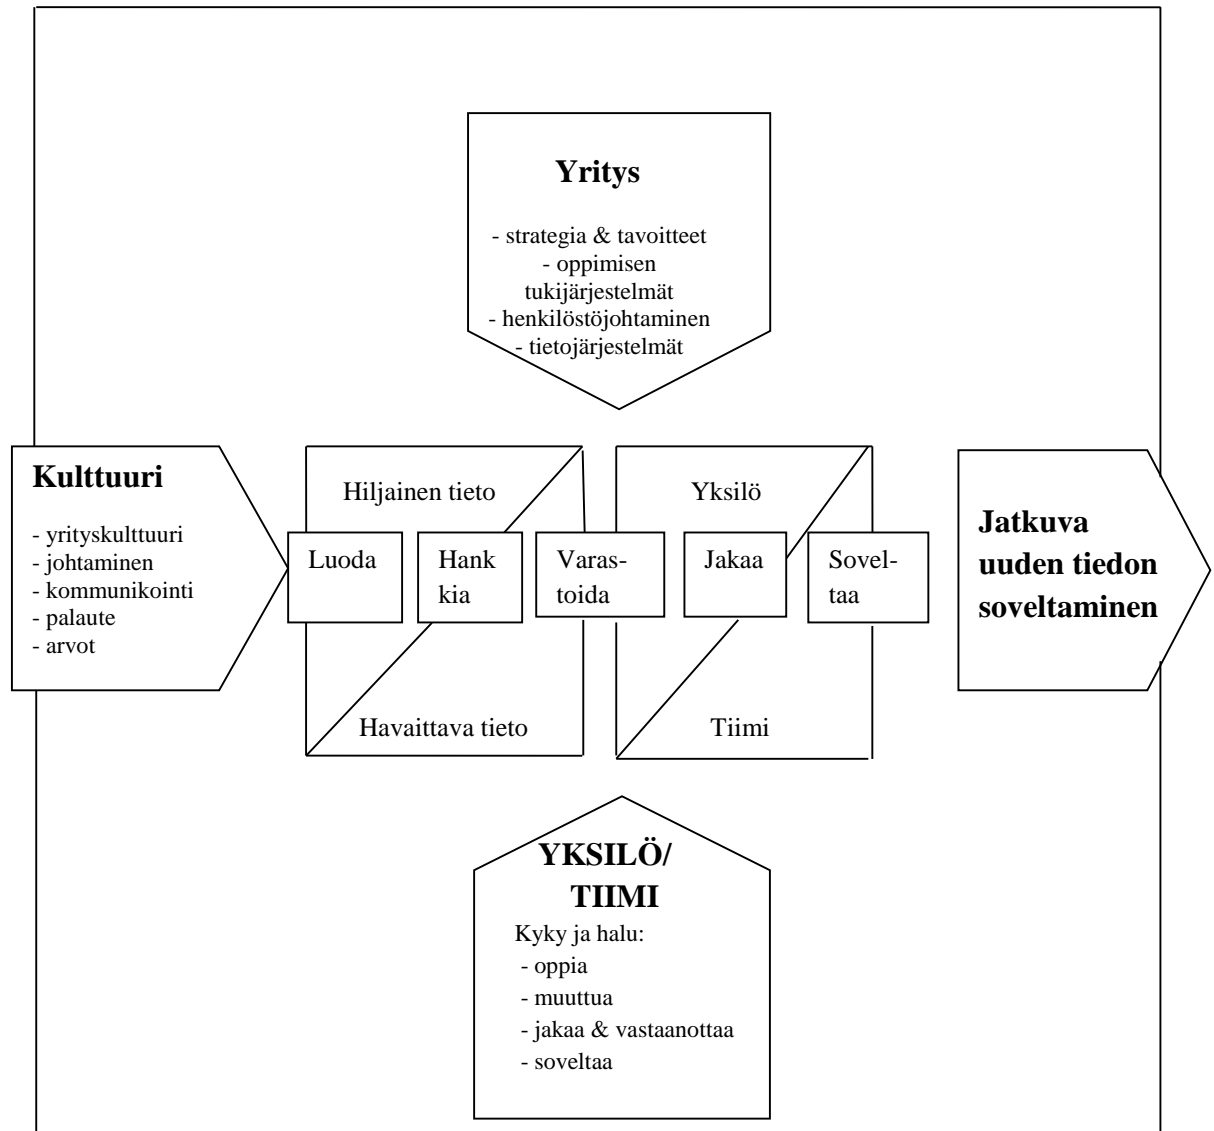 Yritys
- strategia & tavoitteet
- oppimisen
tukijärjestelmät
- henkilöstöjohtaminen
- tietojärjestelmät
Kulttuuri
- yrityskulttuuri
- johtaminen
- kommunikointi
- palaute
- arvot
Hiljainen tieto
Havaittava tieto
Luoda
Hank
kia
Varas-
toida
Yksilö
Tiimi
Jakaa
Sovel-
taa
Jatkuva
uuden tiedon
soveltaminen
YKSILÖ/
TIIMI
Kyky ja halu:
- oppia
- muuttua
- jakaa & vastaanottaa
- soveltaa